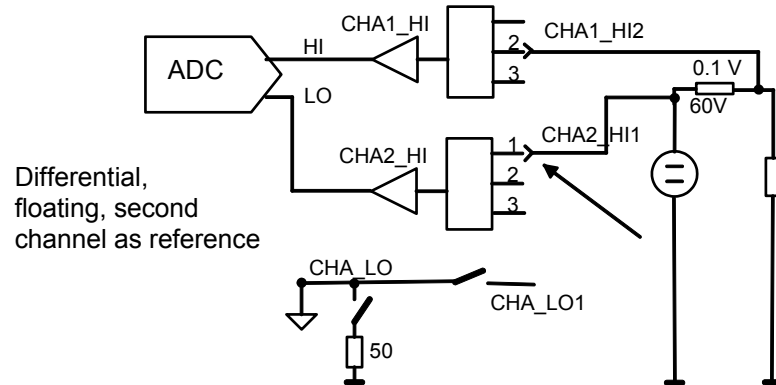 CHA1_HI
CHA1_HI2
HI
2
3
ADC
LO
0.1 V
60V
CHA2_HI
1
CHA2_HI1
2
3
Differential,
floating, second
channel as reference
CHA_LO
CHA_LO1
50